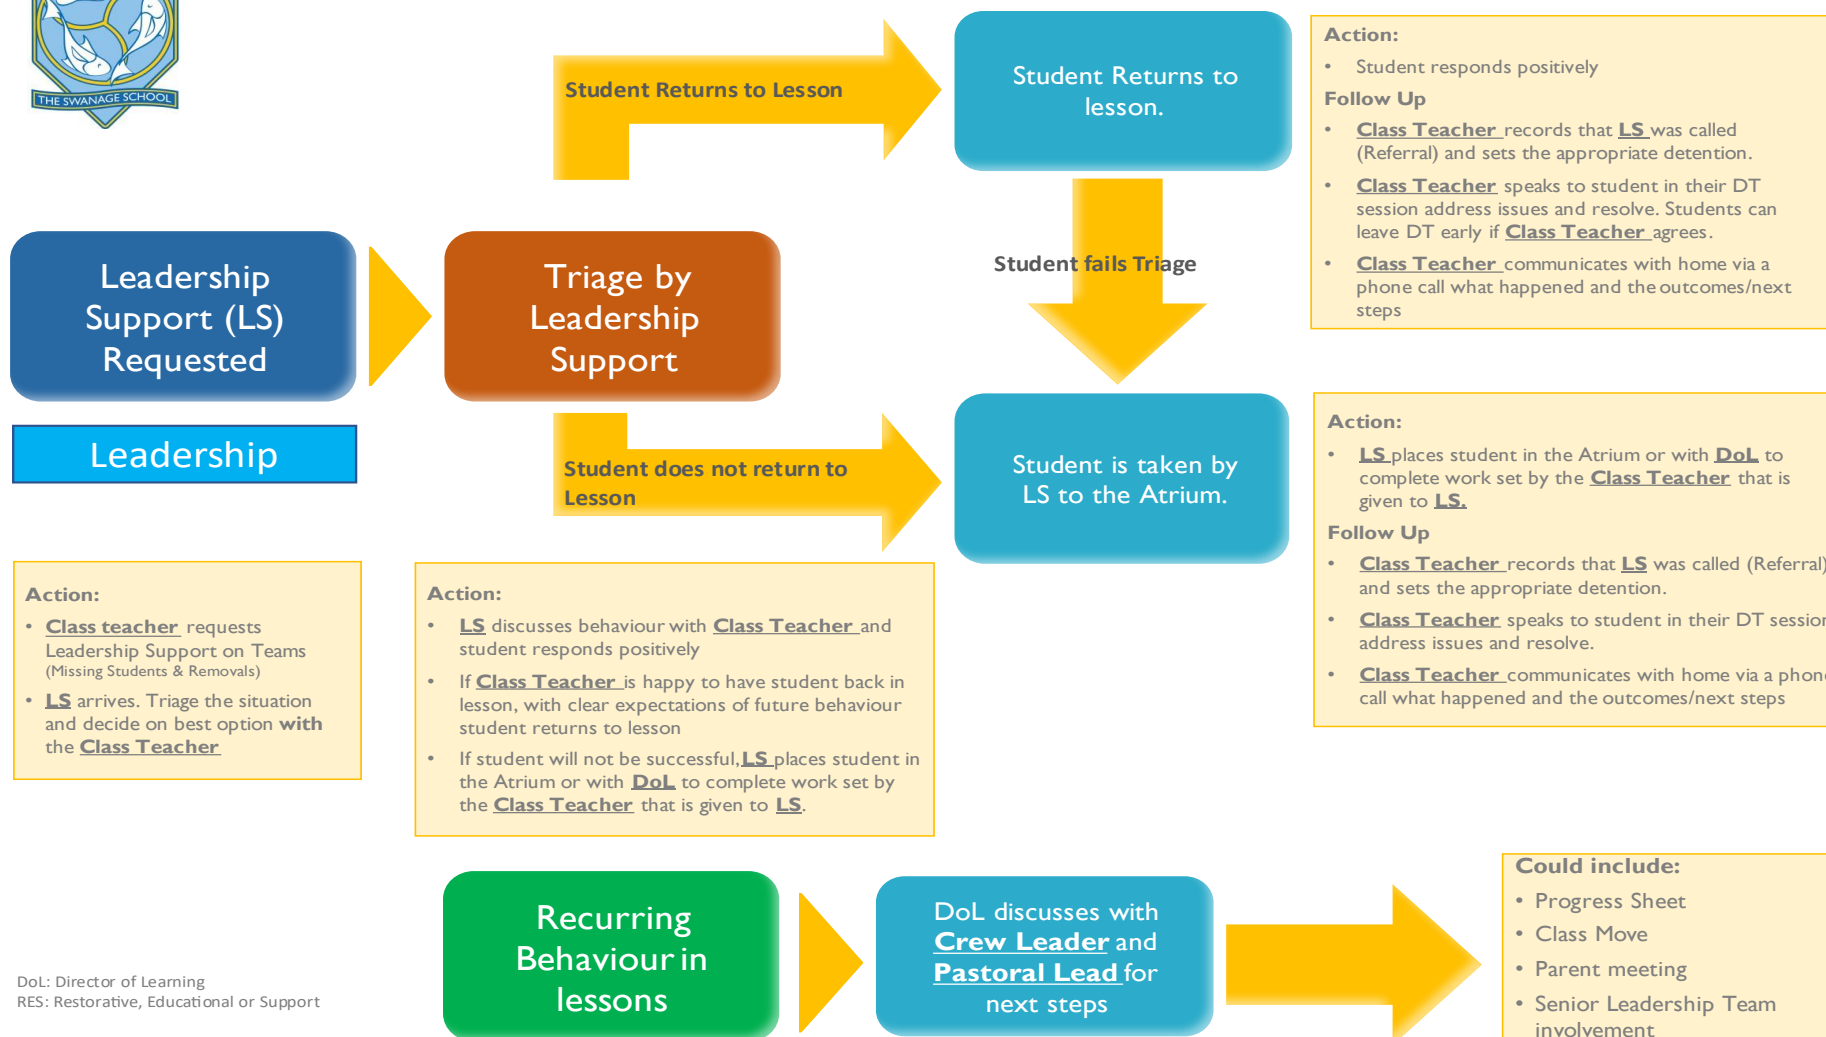 THE SWANAGE SCHOOL
Student Returns to Lesson
Student Returns to
lesson.
Action:
• Student responds positively
Follow Up
• Class Teacher records that LS was called
(Referral) and sets the appropriate detention.
• Class Teacher speaks to student in their DT
session address issues and resolve. Students can
leave DT early if Class Teacher agrees.
• Class Teacher communicates with home via a
phone call what happened and the outcomes/next
steps
Leadership
Support (LS)
Requested
Triage by
Leadership
Support
Student fails Triage
Leadership
Student does not return to
Lesson
Student is taken by
LS to the Atrium.
Action:
• LS places student in the Atrium or with DoL to
complete work set by the Class Teacher that is
given to LS.
Follow Up
• Class Teacher records that LS was called (Referral)
and sets the appropriate detention.
• Class Teacher speaks to student in their DT session
address issues and resolve.
• Class Teacher communicates with home via a phone
call what happened and the outcomes/next steps
Action:
• Class teacher requests
Leadership Support on Teams
(Missing Students & Removals)
• LS arrives. Triage the situation
and decide on best option with
the Class Teacher
Action:
• LS discusses behaviour with Class Teacher and
student responds positively
• If Class Teacher is happy to have student back in
lesson, with clear expectations of future behaviour
student returns to lesson
• If student will not be successful, LS places student in
the Atrium or with DoL to complete work set by
the Class Teacher that is given to LS.
Recurring
Behaviour in
lessons
DoL discusses with
Crew Leader and
Pastoral Lead for
next steps
Could include:
• Progress Sheet
• Class Move
• Parent meeting
• Senior Leadership Team
involvement
DoL: Director of Learning
RES: Restorative, Educational or Support